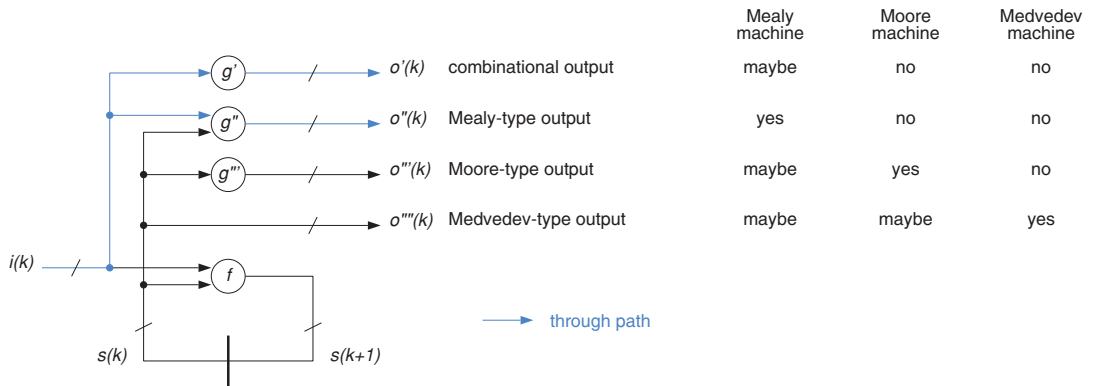 Mealy machine Moore machine Medvedev machine
g' o'(k) combinational output maybe no no
g" o"(k) Mealy-type output yes no no
g"' o"'(k) Moore-type output maybe yes no
o""(k) Medvedev-type output maybe maybe yes
i(k) f
through path
s(k) s(k+1)